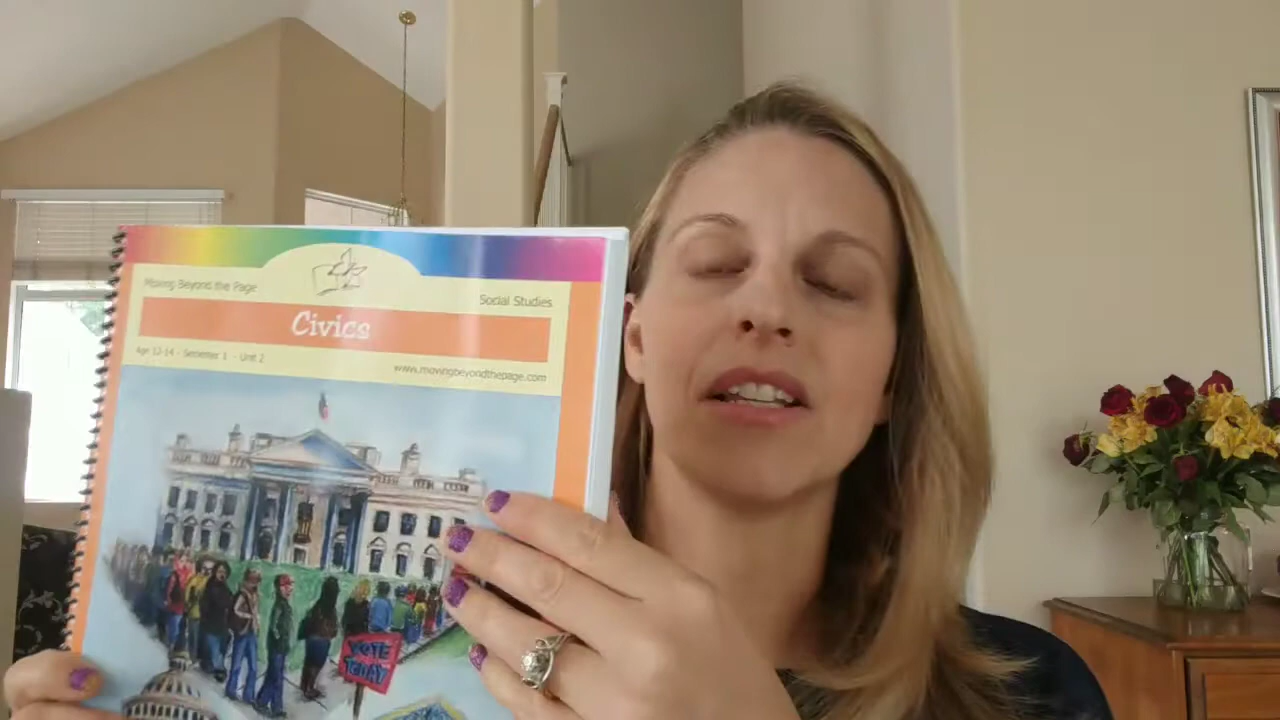 Moving Beyond the Page
Social Studies
Civics
Age 12-14 - Semester 1 - Unit 2
www.movingbeyondthepage.com
VOTE
TODAY